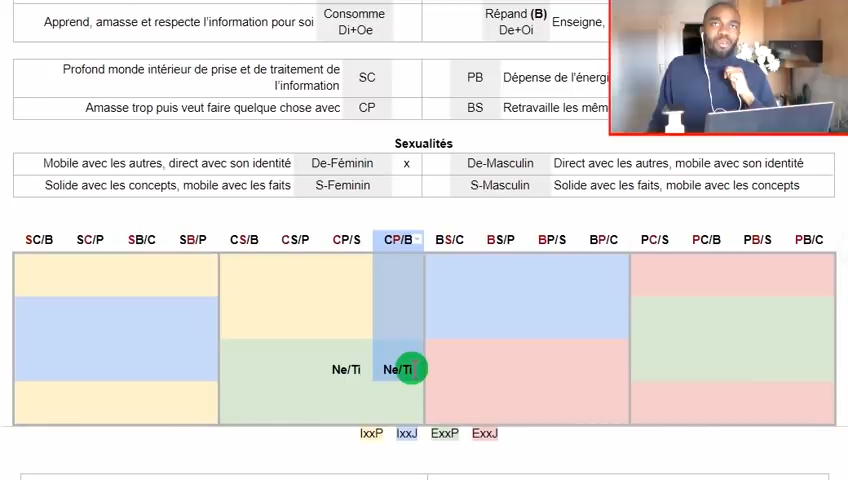 Amasse, apprend et respecte l'information pour soi
Consomme
Di+Oe
Répand (B)
De+Oi
Enseigne,
Profond monde intérieur de prise et de traitement de
l'information
SC
PB
Dépense de l'énergi
Amasse trop puis veut faire quelque chose avec
CP
BS
Retravaille les mêm
Sexualités
Mobile avec les autres, direct avec son identité
De-Féminin
x
De-Masculin
Direct avec les autres, mobile avec son identité
Solide avec les concepts, mobile avec les faits
S-Feminin
S-Masculin
Solide avec les faits, mobile avec les concepts
SC/B SC/P SB/C SB/P CS/B CS/P CP/S CP/B BS/C BS/P BP/S BP/C PC/S PC/B PB/S PB/C
Ne/Ti Ne/Ti
IxxP IxxJ ExxP ExxJ